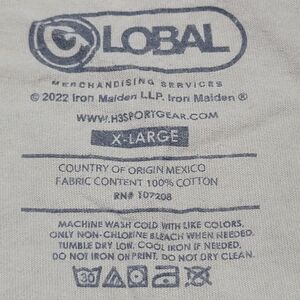 GLOBAL
MERCHANDISING SERVICES
© 2022 Iron Maiden LLP. Iron Maiden ®
WWW.H3SPORTGEAR.COM
X-LARGE
COUNTRY OF ORIGIN MEXICO
FABRIC CONTENT 100% COTTON
RN# 107208
MACHINE WASH COLD WITH LIKE COLORS.
ONLY NON-CHLORINE BLEACH WHEN NEEDED.
TUMBLE DRY LOW. COOL IRON IF NEEDED.
DO NOT IRON ON PRINT. DO NOT DRY CLEAN.
30